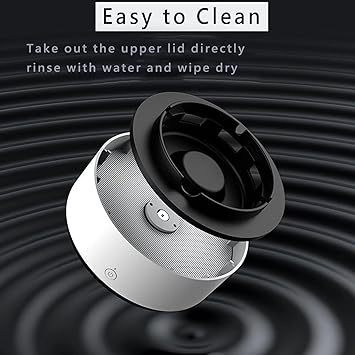 Easy to Clean
Take out the upper lid directly
rinse with water and wipe dry